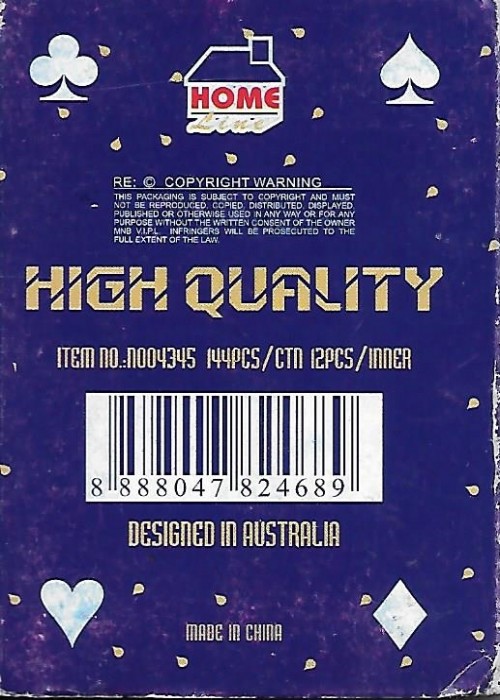 HOME
Line
RE: © COPYRIGHT WARNING
THIS PACKAGING IS SUBJECT TO COPYRIGHT AND MUST
NOT BE REPRODUCED, COPIED, DISTRIBUTED, DISPLAYED,
PUBLISHED OR OTHERWISE USED IN ANY WAY OR FOR ANY
PURPOSE WITHOUT THE WRITTEN CONSENT OF THE OWNER
MNB V.I.P.L. INFRINGERS WILL BE PROSECUTED TO THE
FULL EXTENT OF THE LAW.
HIGH QUALITY
ITEM NO.:N004345 144PCS/CTN 12PCS/INNER
8 888047 824689
DESIGNED IN AUSTRALIA
MADE IN CHINA